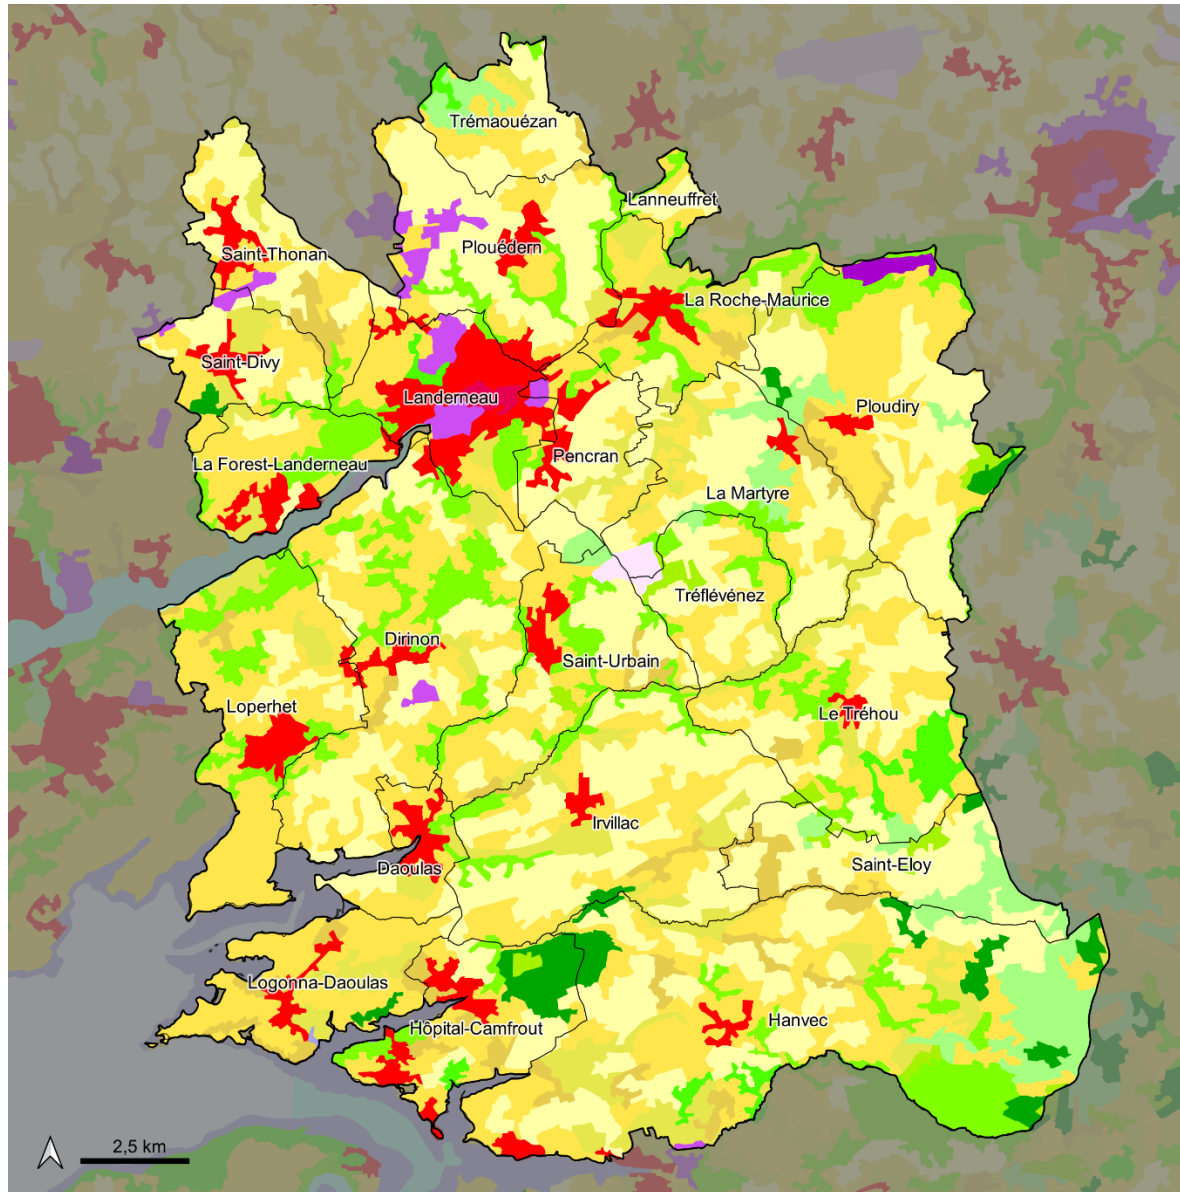 Trémaouézan
Lanneuffret
Plouédern
Saint-Thonan
La Roche-Maurice
Saint-Divy
Landerneau
Ploudiry
Pencran
La Forest-Landerneau
La Martyre
Tréflévénez
Dirinon
Saint-Urbain
Loperhet
Le Tréhou
Irvillac
Daoulas
Saint-Eloy
Logonna-Daoulas
Hôpital-Camfrout
Hanvec
2,5 km